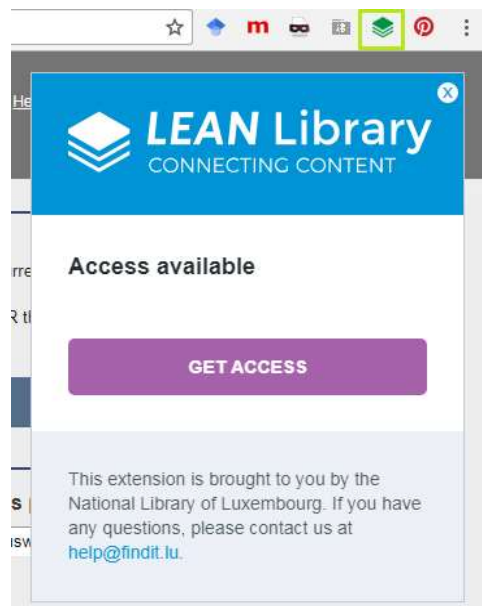 m
He
LEAN Library
CONNECTING CONTENT
Access available
GET ACCESS
This extension is brought to you by the
National Library of Luxembourg. If you have
any questions, please contact us at
help@findit.lu.